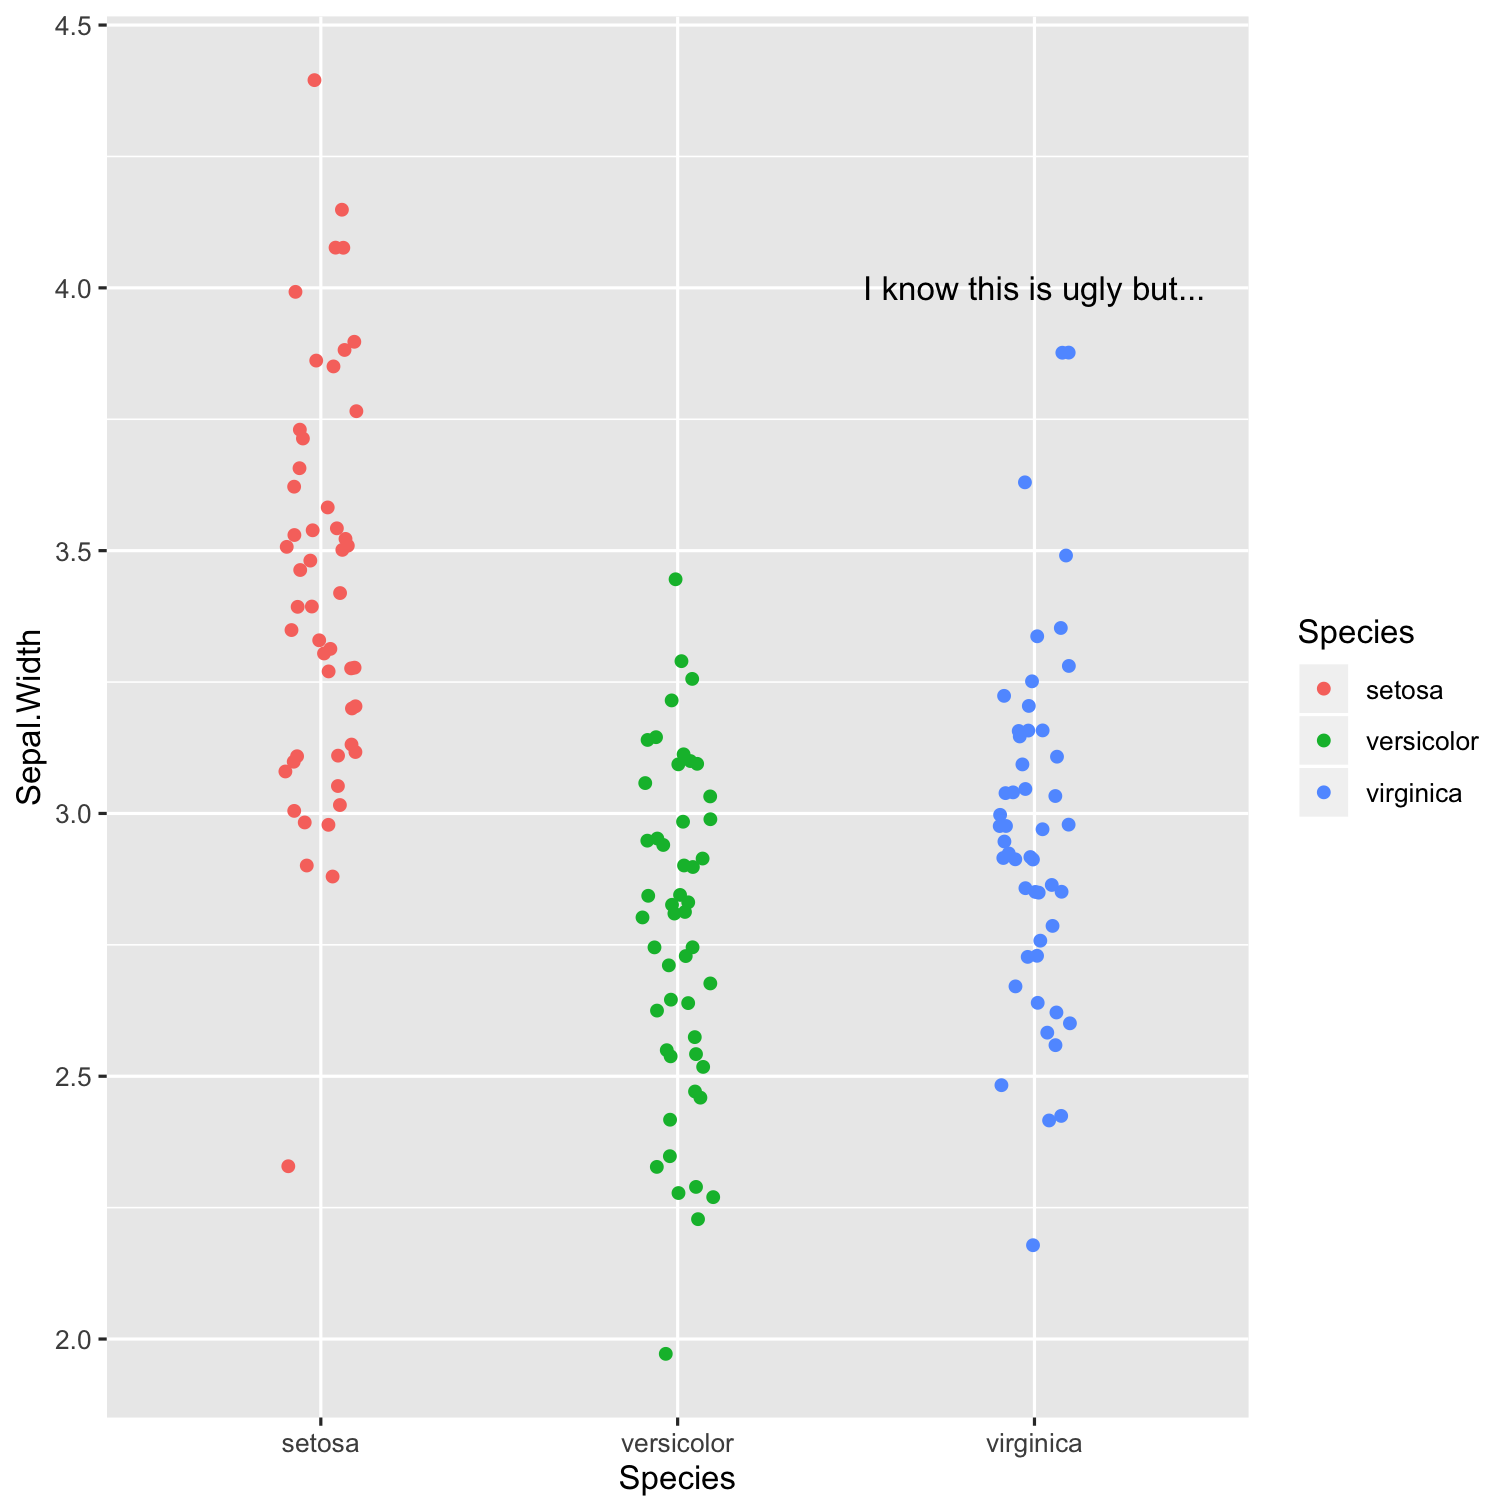 4.5
4.0
3.5
3.0
2.5
2.0
Sepal.Width
I know this is ugly but...
setosa
versicolor
virginica
Species
Species
setosa
versicolor
virginica